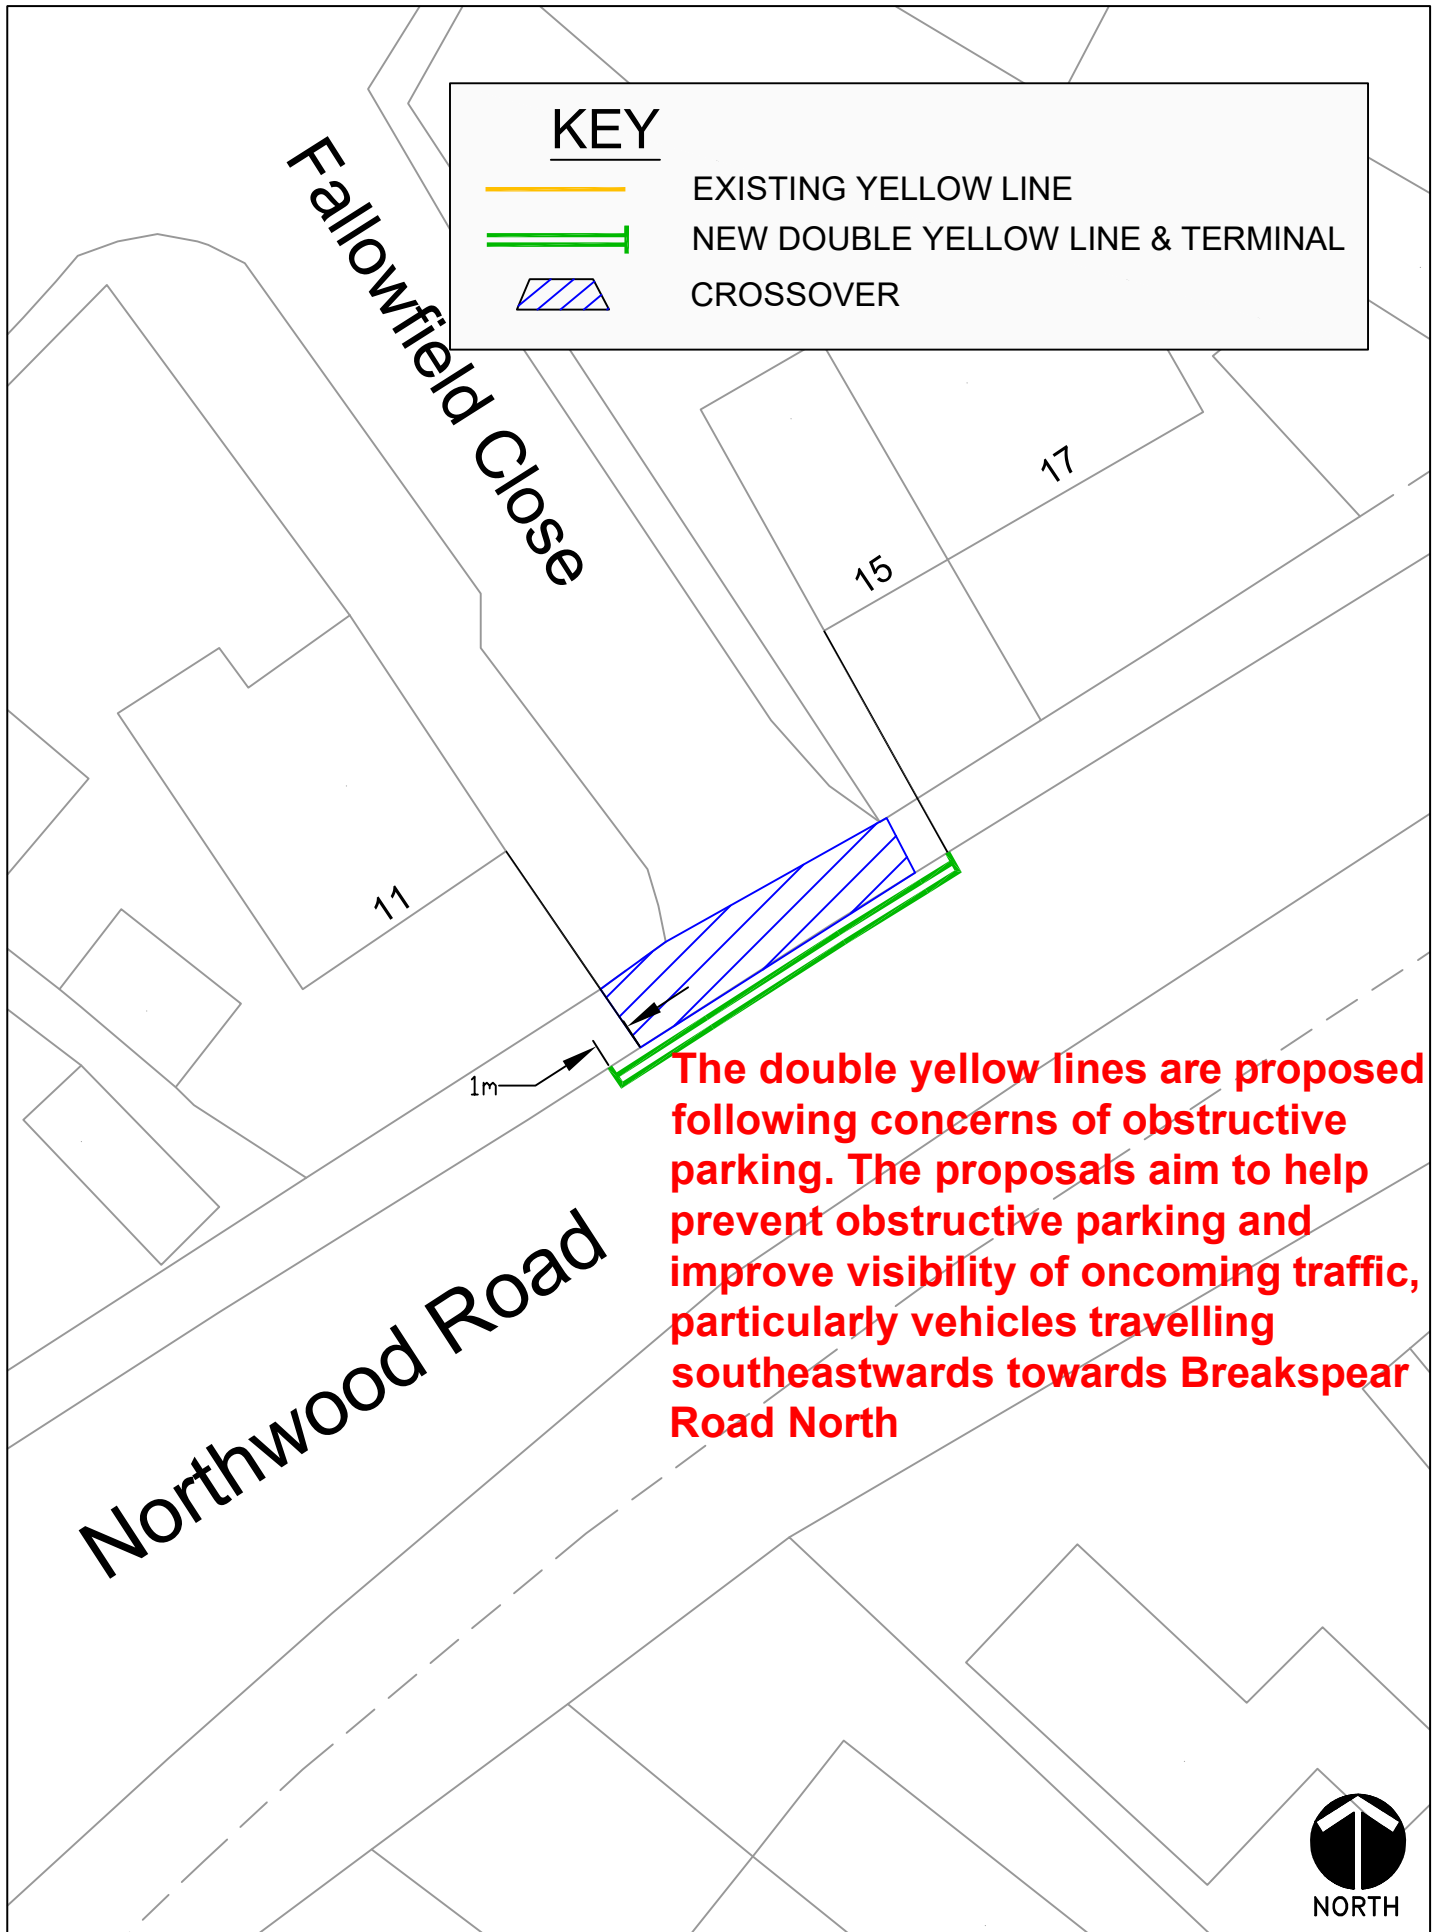 KEY
EXISTING YELLOW LINE
NEW DOUBLE YELLOW LINE & TERMINAL
CROSSOVER
Fallowfield Close
17
15
11
1m
The double yellow lines are proposed
following concerns of obstructive
parking. The proposals aim to help
prevent obstructive parking and
improve visibility of oncoming traffic,
particularly vehicles travelling
southeastwards towards Breakspear
Road North
Northwood Road
NORTH